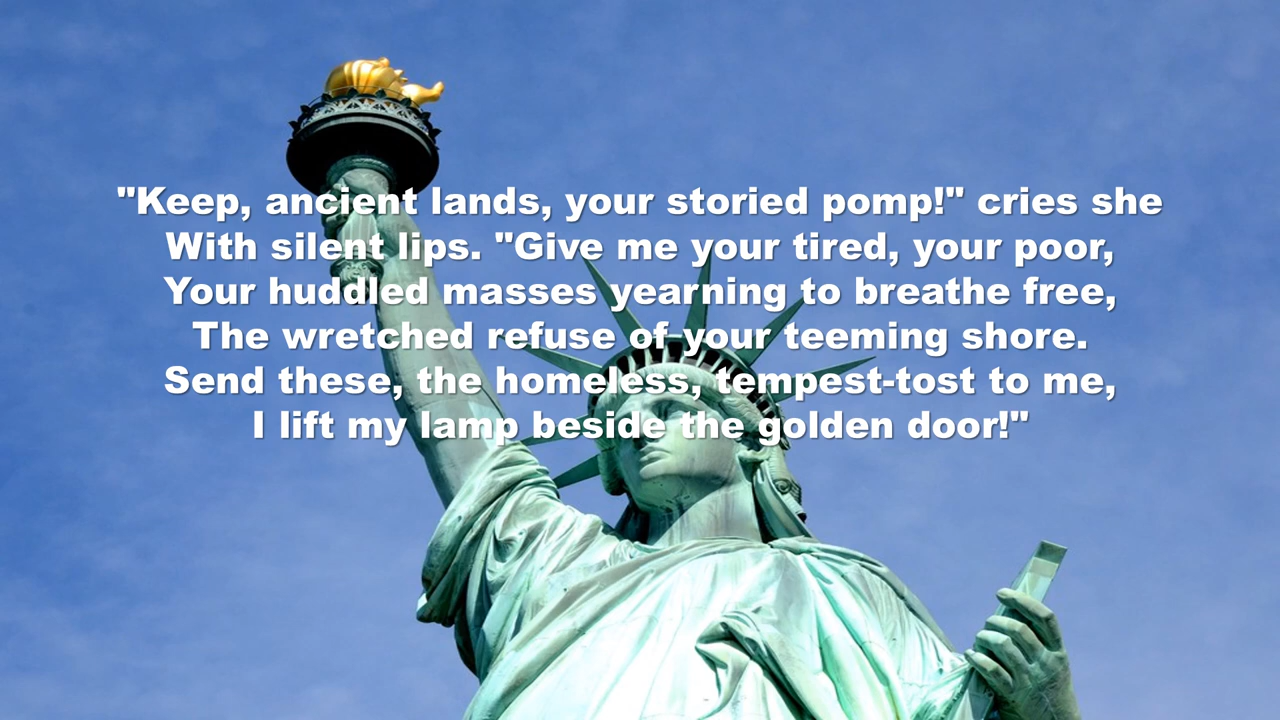 "Keep, ancient lands, your storied pomp!" cries she
With silent lips. "Give me your tired, your poor,
Your huddled masses yearning to breathe free,
The wretched refuse of your teeming shore.
Send these, the homeless, tempest-tost to me,
I lift my lamp beside the golden door!"